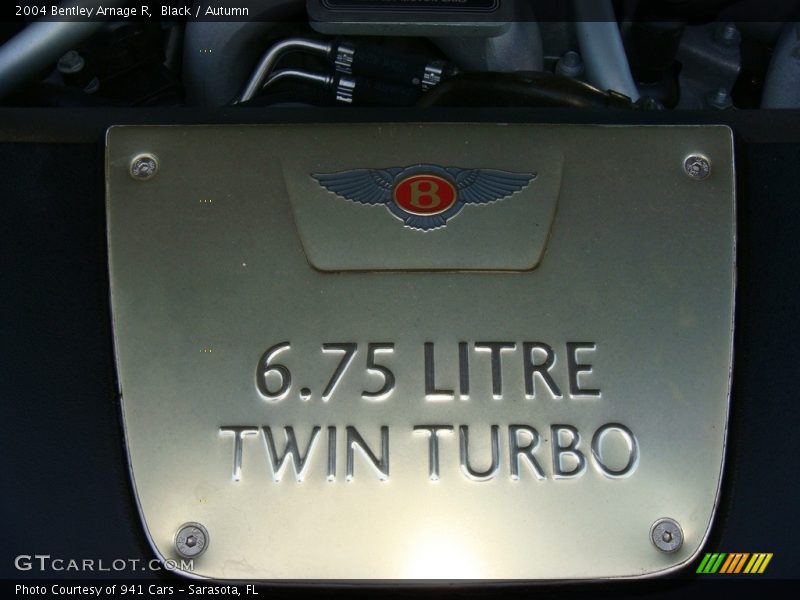 2004 Bentley Arnage R,  Black / Autumn
B
6.75 LITRE
TWIN TURBO
GTCARLOT.COM
Photo Courtesy of 941 Cars – Sarasota, FL